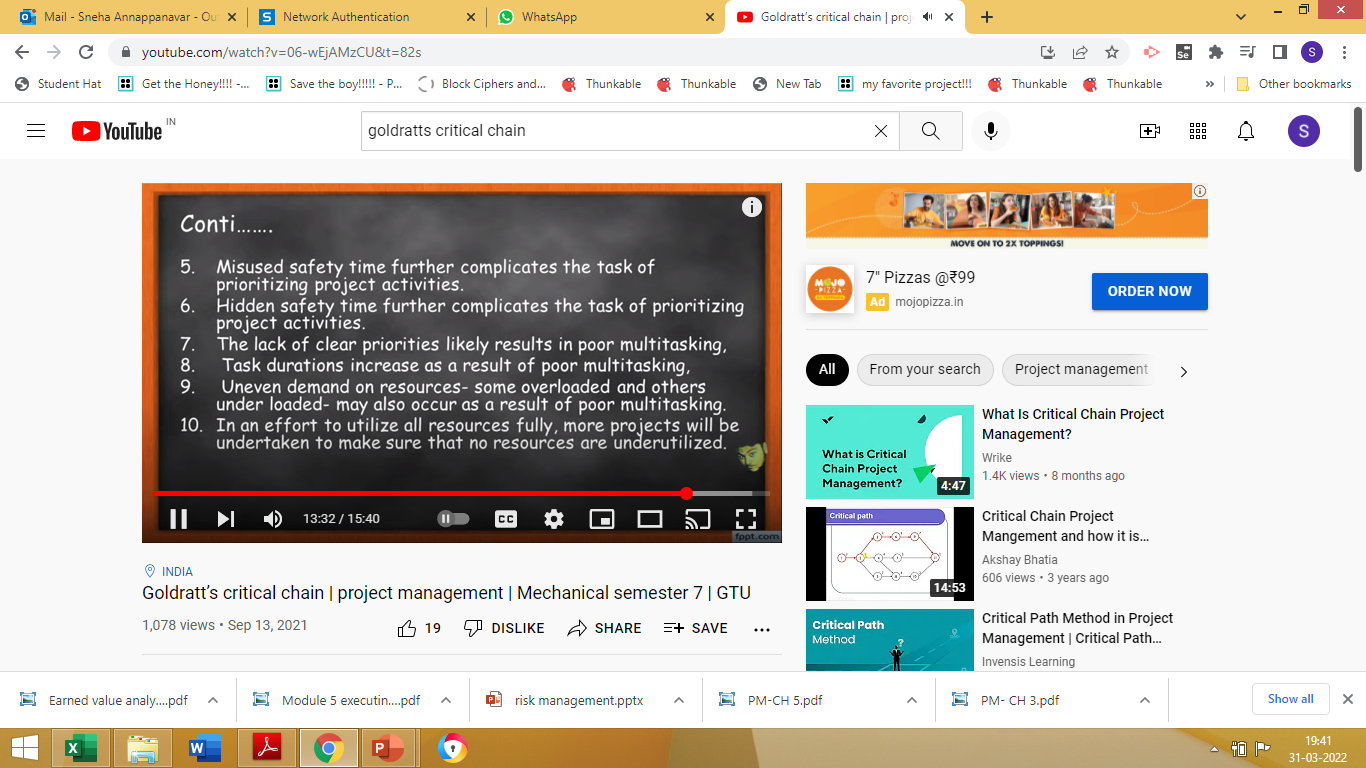 Mail - Sneha Annappanavar - Ou
Network Authentication
WhatsApp
Goldratt's critical chain | proj
youtube.com/watch?v=06-wEjAMzCU&t=82s
S
Student Hat
Get the Honey!!!! -...
Save the boy!!!!! - P...
Block Ciphers and...
Thunkable
Thunkable
New Tab
my favorite project!!!
Thunkable
Thunkable
»
Other bookmarks
YouTube IN
goldratts critical chain
S
Conti…….
5. Misused safety time further complicates the task of
prioritizing project activities.
6. Hidden safety time further complicates the task of prioritizing
project activities.
7. The lack of clear priorities likely results in poor multitasking,
8. Task durations increase as a result of poor multitasking,
9. Uneven demand on resources- some overloaded and others
under loaded- may also occur as a result of poor multitasking.
10. In an effort to utilize all resources fully, more projects will be
undertaken to make sure that no resources are underutilized.
13:32 / 15:40
CC
fppt.com
INDIA
Goldratt's critical chain | project management | Mechanical semester 7 | GTU
1,078 views • Sep 13, 2021
19
DISLIKE
SHARE
SAVE
MOVE ON TO 2X TOPPINGS!
MOJO
PIZZA
7" Pizzas @₹99
Ad mojopizza.in
ORDER NOW
All
From your search
Project management
What is Critical
Chain Project
Management?
4:47
What Is Critical Chain Project
Management?
Wrike
1.4K views • 8 months ago
Critical path
14:53
Critical Chain Project
Mangement and how it is...
Akshay Bhatia
606 views • 3 years ago
Critical Path
Method
Critical Path Method in Project
Management | Critical Path...
Invensis Learning
Earned value analy....pdf
Module 5 executin....pdf
risk management.pptx
PM-CH 5.pdf
PM- CH 3.pdf
Show all
19:41
31-03-2022